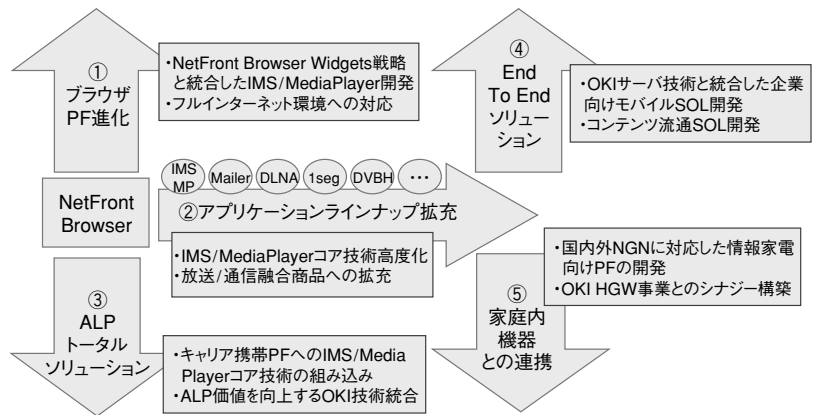 ①
ブラウザ
PF進化
・NetFront Browser Widgets戦略
と統合したIMS/MediaPlayer開発
・フルインターネット環境への対応
④
End
To End
ソリュー
ション
・OKIサーバ技術と統合した企業
向けモバイルSOL開発
・コンテンツ流通SOL開発
NetFront
Browser
IMS
MP
Mailer
DLNA
1seg
DVBH
…
②アプリケーションラインナップ拡充
・IMS/MediaPlayerコア技術高度化
・放送/通信融合商品への拡充
③
ALP
トータル
ソリューション
・キャリア携帯PFへのIMS/Media
Playerコア技術の組み込み
・ALP価値を向上するOKI技術統合
⑤
家庭内
機器
との連携
・国内外NGNに対応した情報家電
向けPFの開発
・OKI HGW事業とのシナジー構築